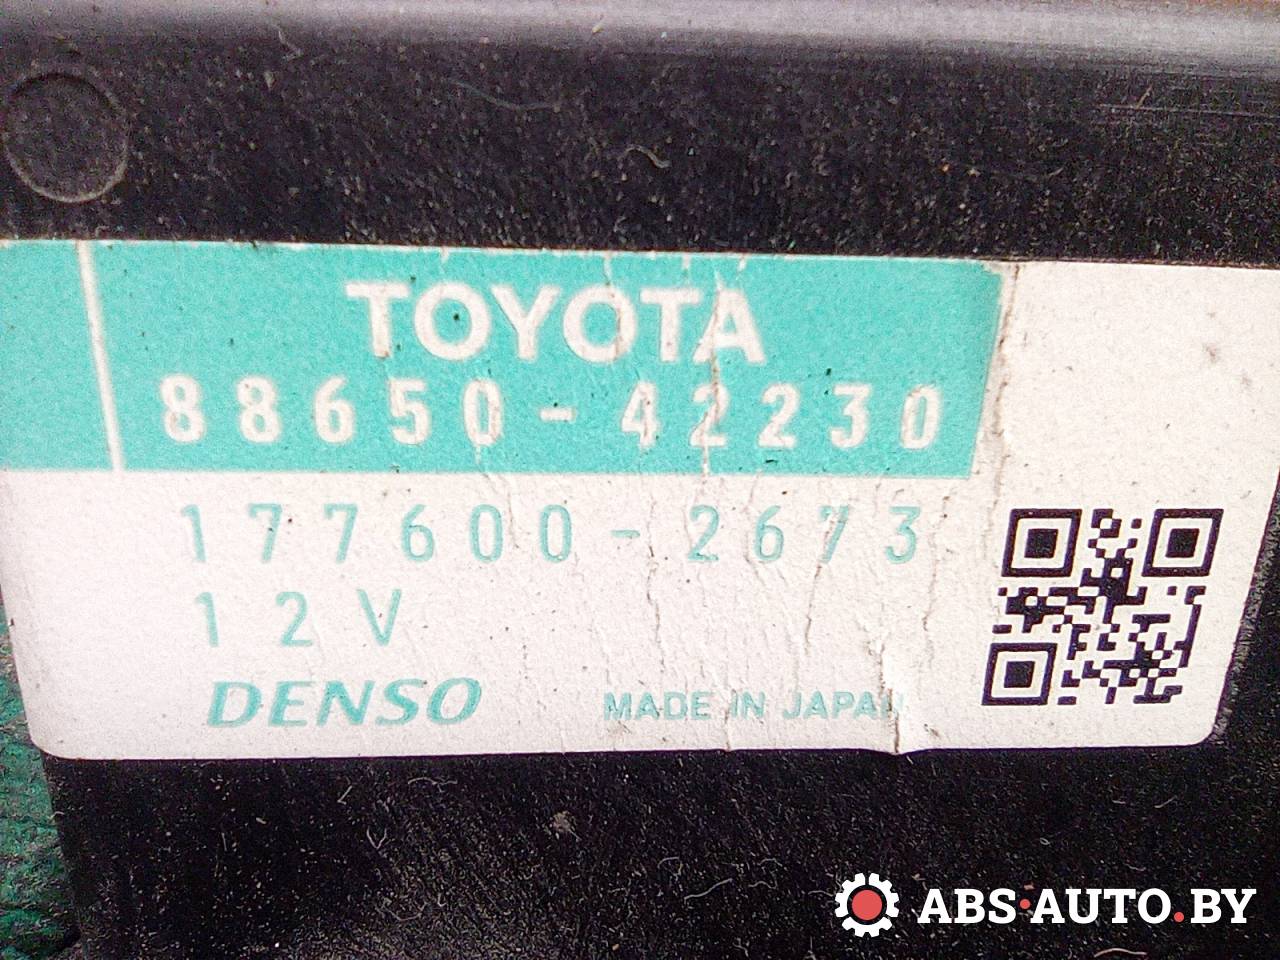 TOYOTA
88650-42230
177600-2673
12V
DENSO MADE IN JAPAN
ABS-AUTO.BY